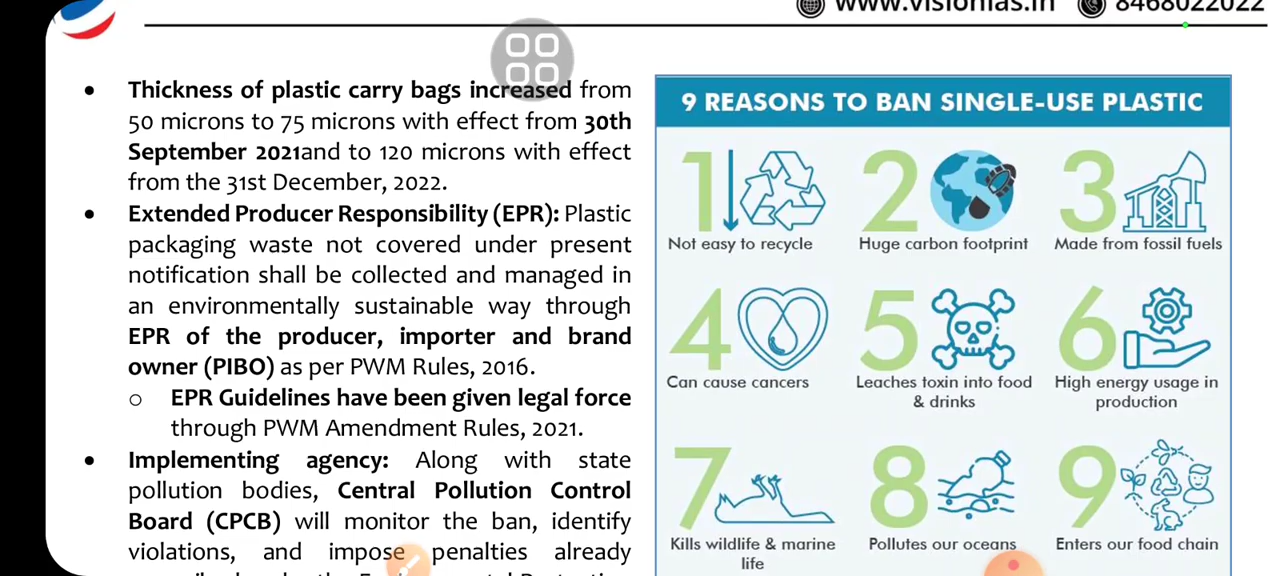 www.visionias.in 8468022022
• Thickness of plastic carry bags increased from
50 microns to 75 microns with effect from 30th
September 2021and to 120 microns with effect
from the 31st December, 2022.
• Extended Producer Responsibility (EPR): Plastic
packaging waste not covered under present
notification shall be collected and managed in
an environmentally sustainable way through
EPR of the producer, importer and brand
owner (PIBO) as per PWM Rules, 2016.
o EPR Guidelines have been given legal force
through PWM Amendment Rules, 2021.
• Implementing agency: Along with state
pollution bodies, Central Pollution Control
Board (CPCB) will monitor the ban, identify
violations, and impose penalties already
9 REASONS TO BAN SINGLE-USE PLASTIC
1 2 3
Not easy to recycle Huge carbon footprint Made from fossil fuels
4 5 6
Can cause cancers Leaches toxin into food High energy usage in
& drinks production
7 8 9
Kills wildlife & marine Pollutes our oceans Enters our food chain
life